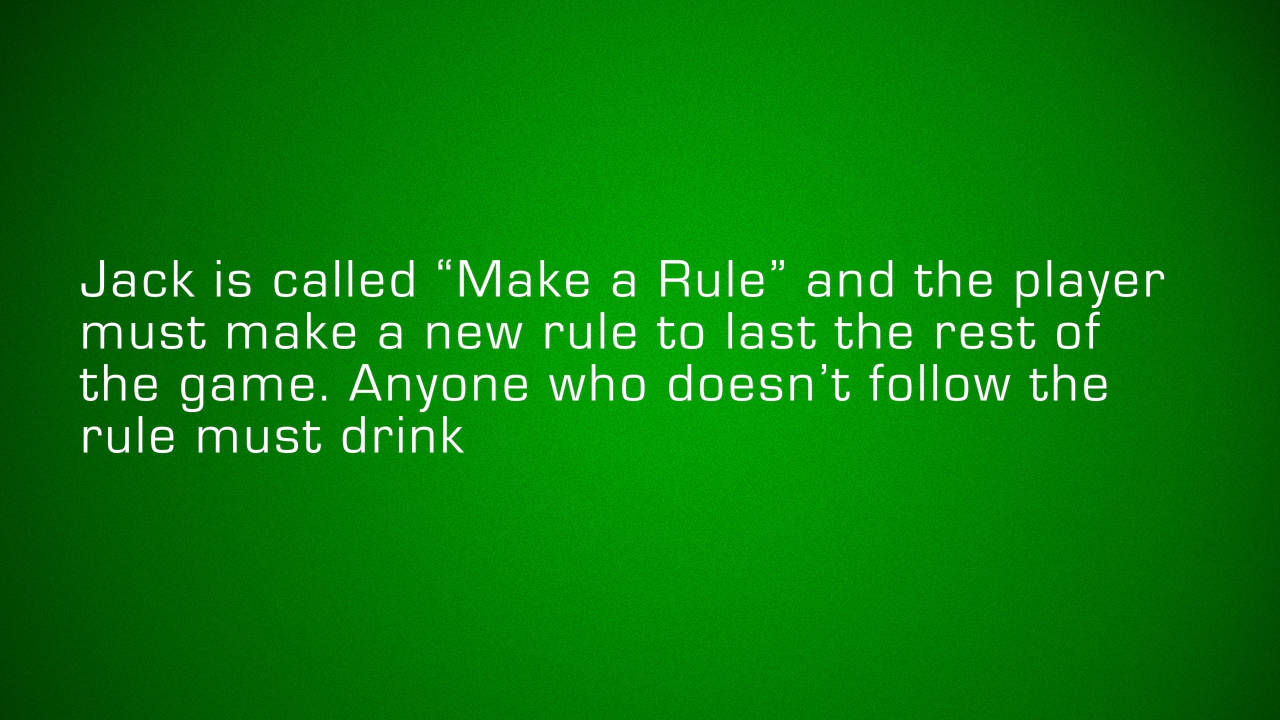 Jack is called “Make a Rule” and the player
must make a new rule to last the rest of
the game. Anyone who doesn’t follow the
rule must drink